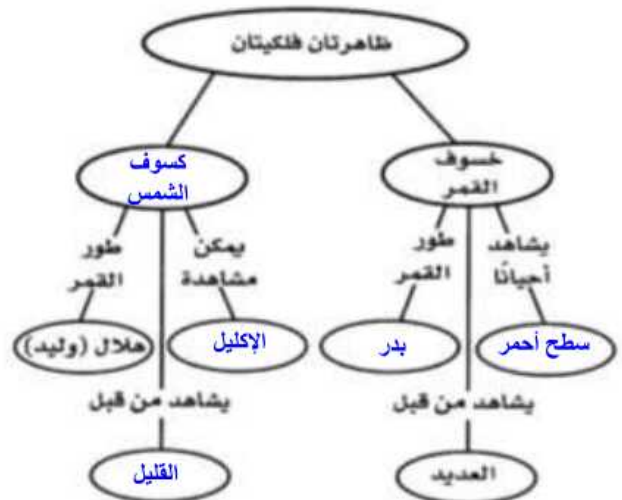 ظاهرتان فلكيتان
خسوف
القمر
كسوف
الشمس
يشاهد
أحيانًا
طور
القمر
يمكن
مشاهدة
طور
القمر
سطح أحمر
بدر
الإكليل
هلال (وليد)
يشاهد من قبل
يشاهد من قبل
العديد
القليل